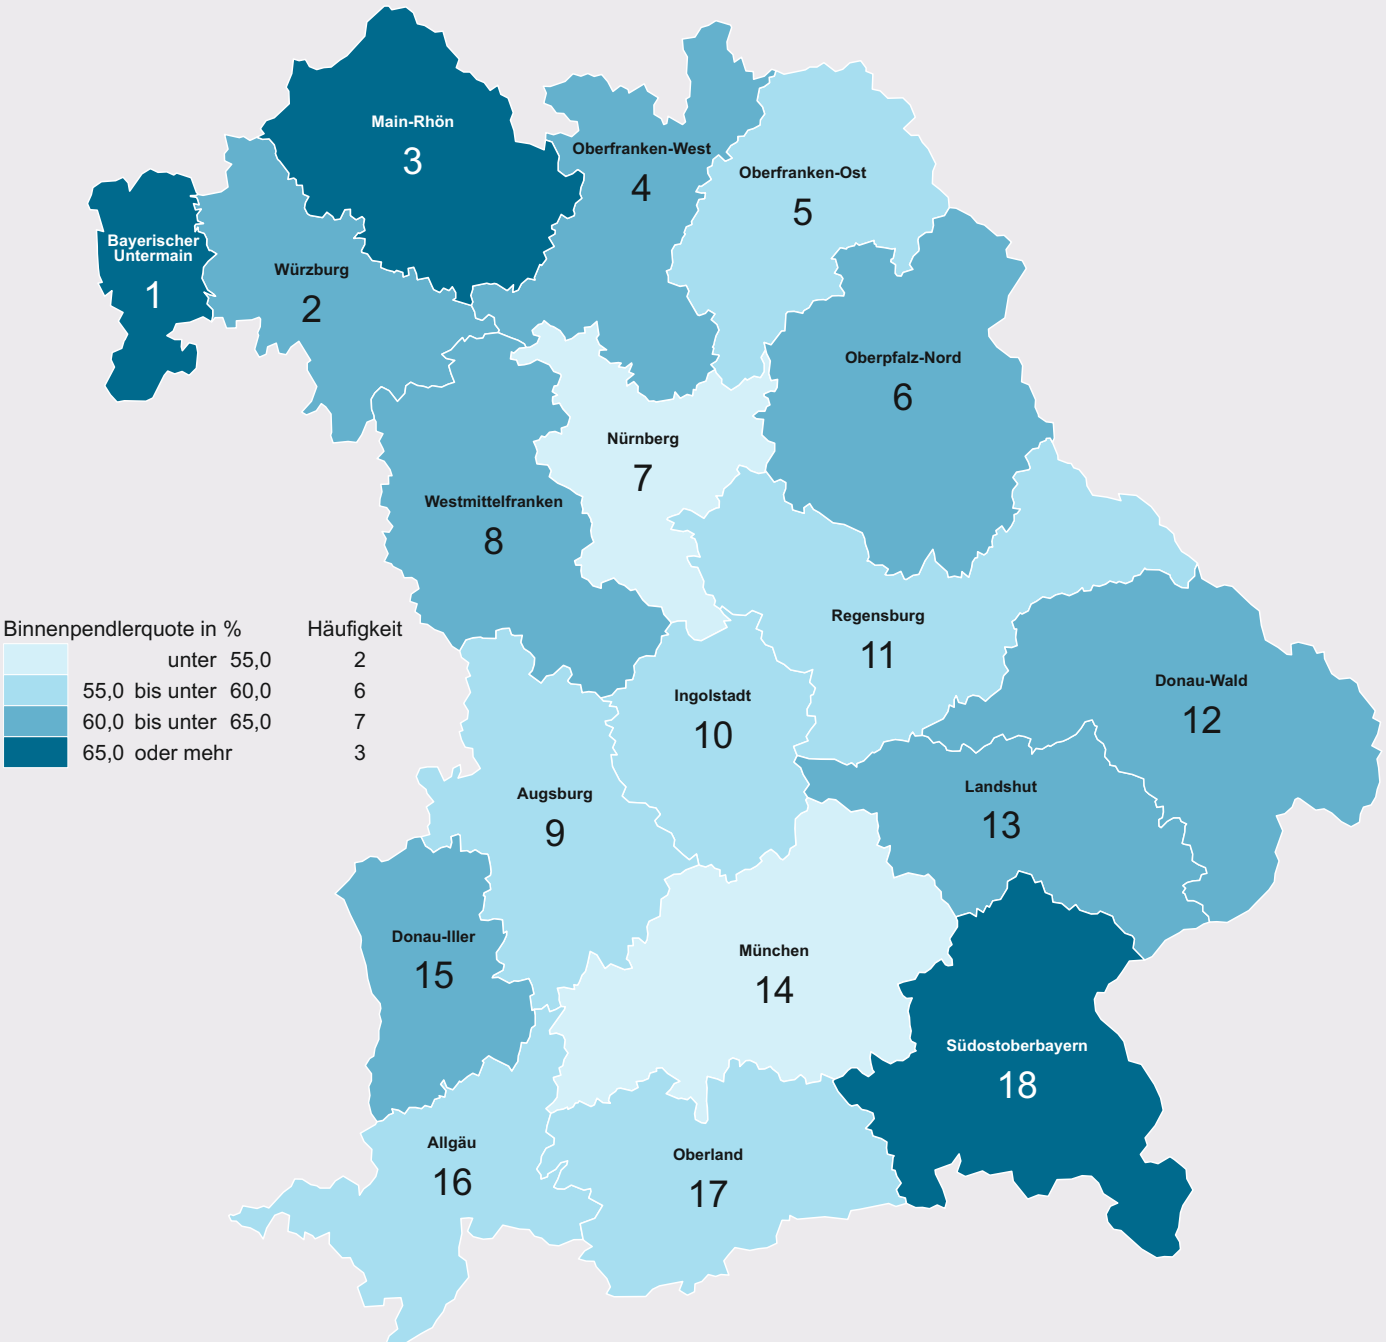 Main-Rhön
3
Oberfranken-West
4
Oberfranken-Ost
5
Bayerischer
Untermain
1
Würzburg
2
Oberpfalz-Nord
6
Nürnberg
7
Westmittelfranken
8
Regensburg
11
Binnenpendlerquote in % Häufigkeit
unter 55,0 2
55,0 bis unter 60,0 6
60,0 bis unter 65,0 7
65,0 oder mehr 3
Ingolstadt
10
Donau-Wald
12
Augsburg
9
Landshut
13
Donau-Iller
15
München
14
Südostoberbayern
18
Allgäu
16
Oberland
17